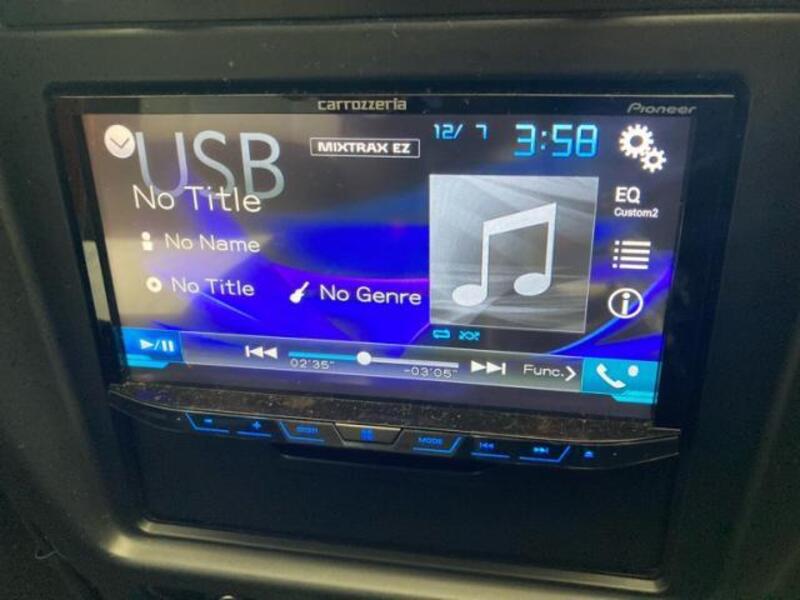 carrozzeria
Pioneer
USB
MIXTRAX EZ
12/ 7
3:58
No Title
EQ
Custom2
No Name
No Title
No Genre
02'35"
-03'05"
Func.
MODE